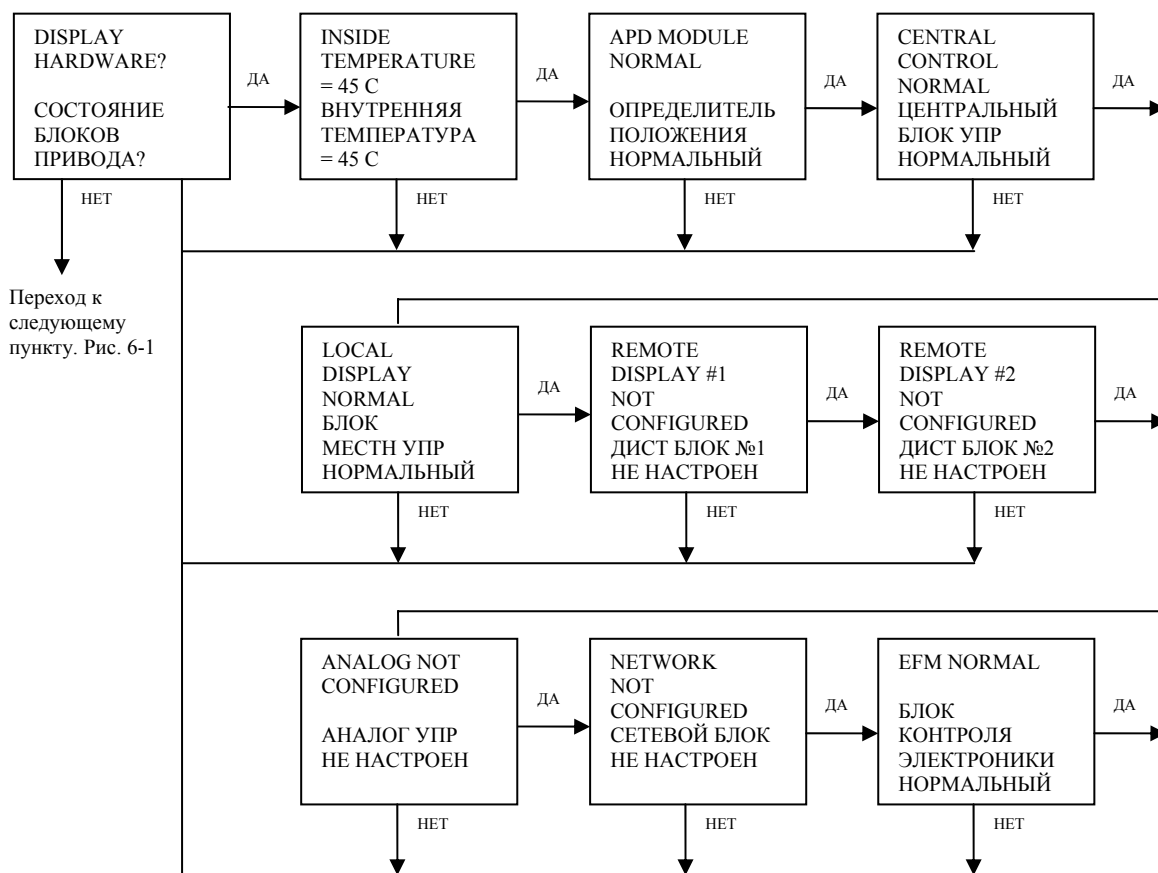 DISPLAY
HARDWARE?
СОСТОЯНИЕ
БЛОКОВ
ПРИВОДА?
ДА
INSIDE
TEMPERATURE
= 45 C
ВНУТРЕННЯЯ
ТЕМПЕРАТУРА
= 45 C
ДА
APD MODULE
NORMAL
ОПРЕДЕЛИТЕЛЬ
ПОЛОЖЕНИЯ
НОРМАЛЬНЫЙ
ДА
CENTRAL
CONTROL
NORMAL
ЦЕНТРАЛЬНЫЙ
БЛОК УПР
НОРМАЛЬНЫЙ
ДА
НЕТ
НЕТ
НЕТ
НЕТ
Переход к
следующему
пункту. Рис. 6-1
LOCAL
DISPLAY
NORMAL
БЛОК
МЕСТН УПР
НОРМАЛЬНЫЙ
ДА
REMOTE
DISPLAY #1
NOT
CONFIGURED
ДИСТ БЛОК №1
НЕ НАСТРОЕН
ДА
REMOTE
DISPLAY #2
NOT
CONFIGURED
ДИСТ БЛОК №2
НЕ НАСТРОЕН
ДА
НЕТ
НЕТ
НЕТ
ANALOG NOT
CONFIGURED
АНАЛОГ УПР
НЕ НАСТРОЕН
ДА
NETWORK
NOT
CONFIGURED
СЕТЕВОЙ БЛОК
НЕ НАСТРОЕН
ДА
EFM NORMAL
БЛОК
КОНТРОЛЯ
ЭЛЕКТРОНИКИ
НОРМАЛЬНЫЙ
ДА
НЕТ
НЕТ
НЕТ